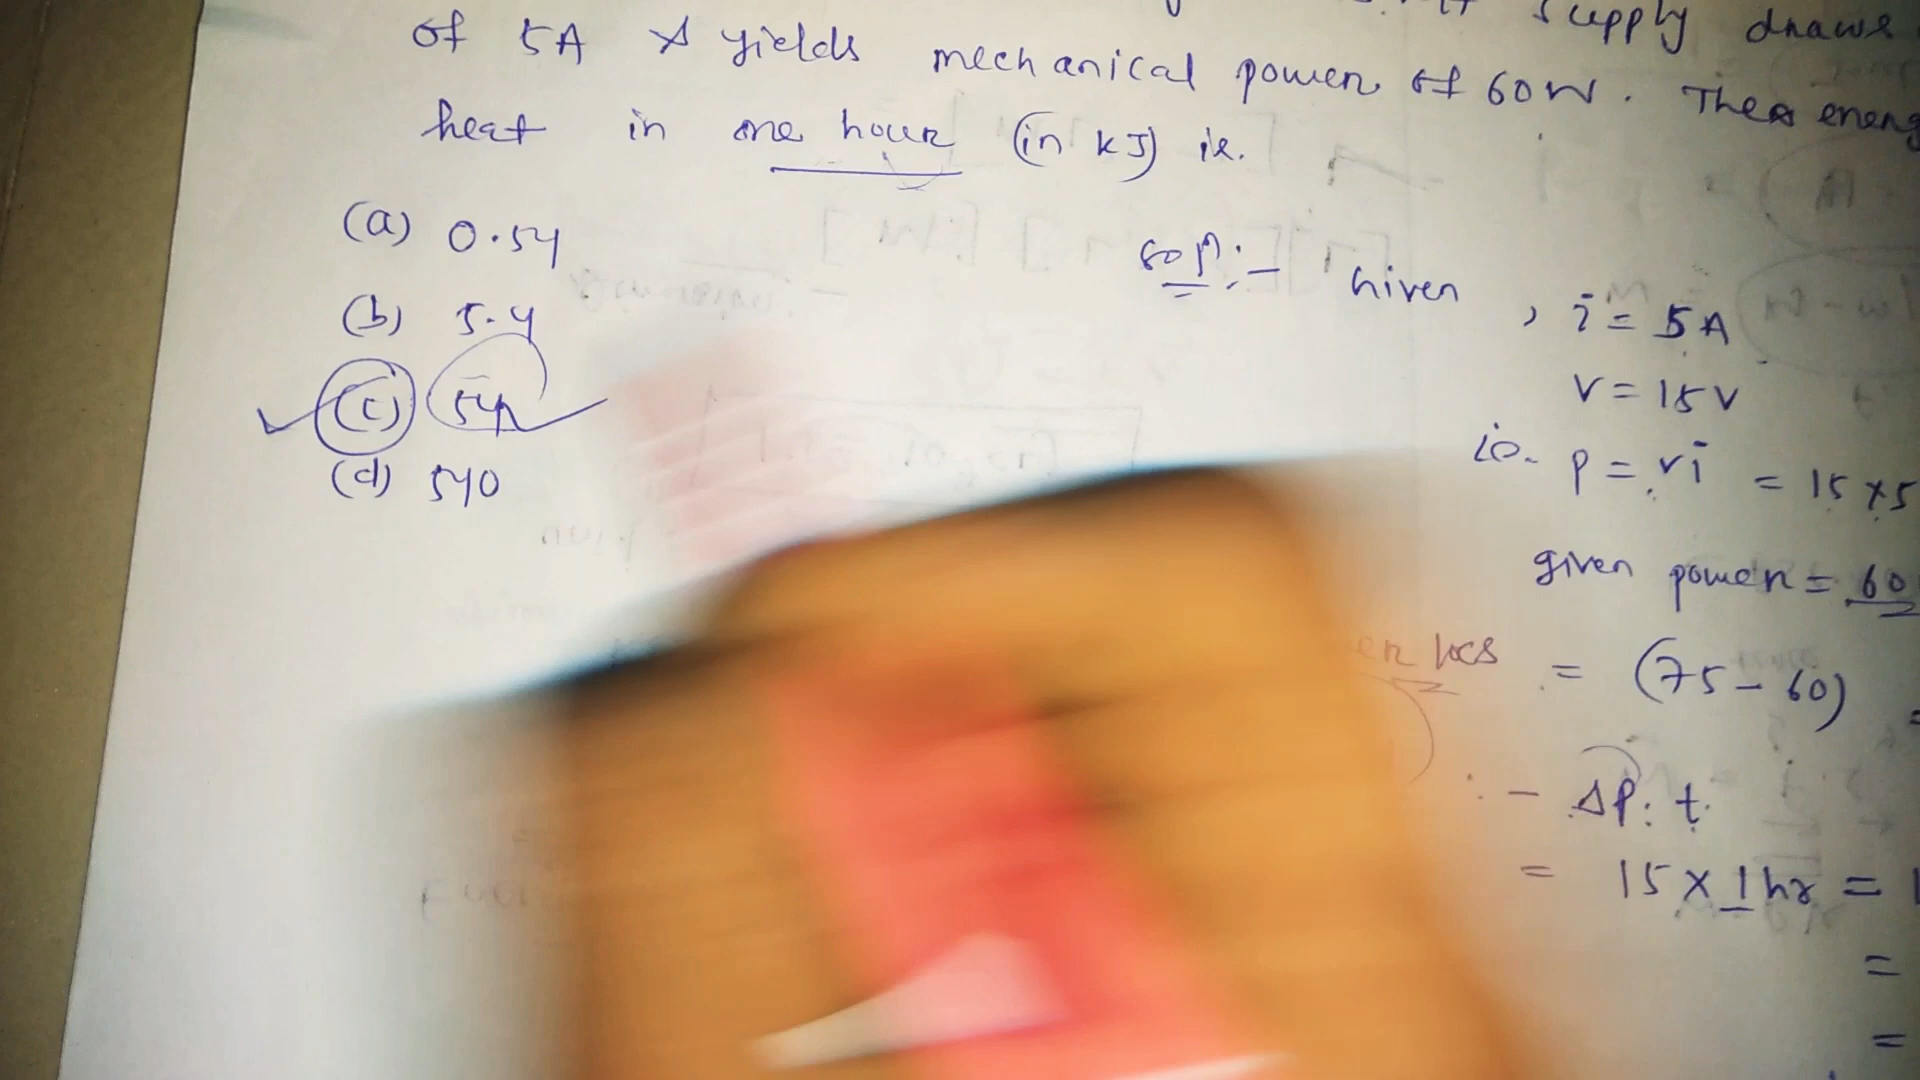 supply draws
of 5A & yields mechanical power of 60W. The energ
heat in one hour (in kJ) is.
(a) 0.54
(b) 5.4
(c) 54
(d) 540
Sol:- Given, i = 5A
V = 15V
P = Vi = 15 x 5
given power = 60
loss = (75 - 60)
:- ΔP. t.
= 15 x 1hr =
=
=